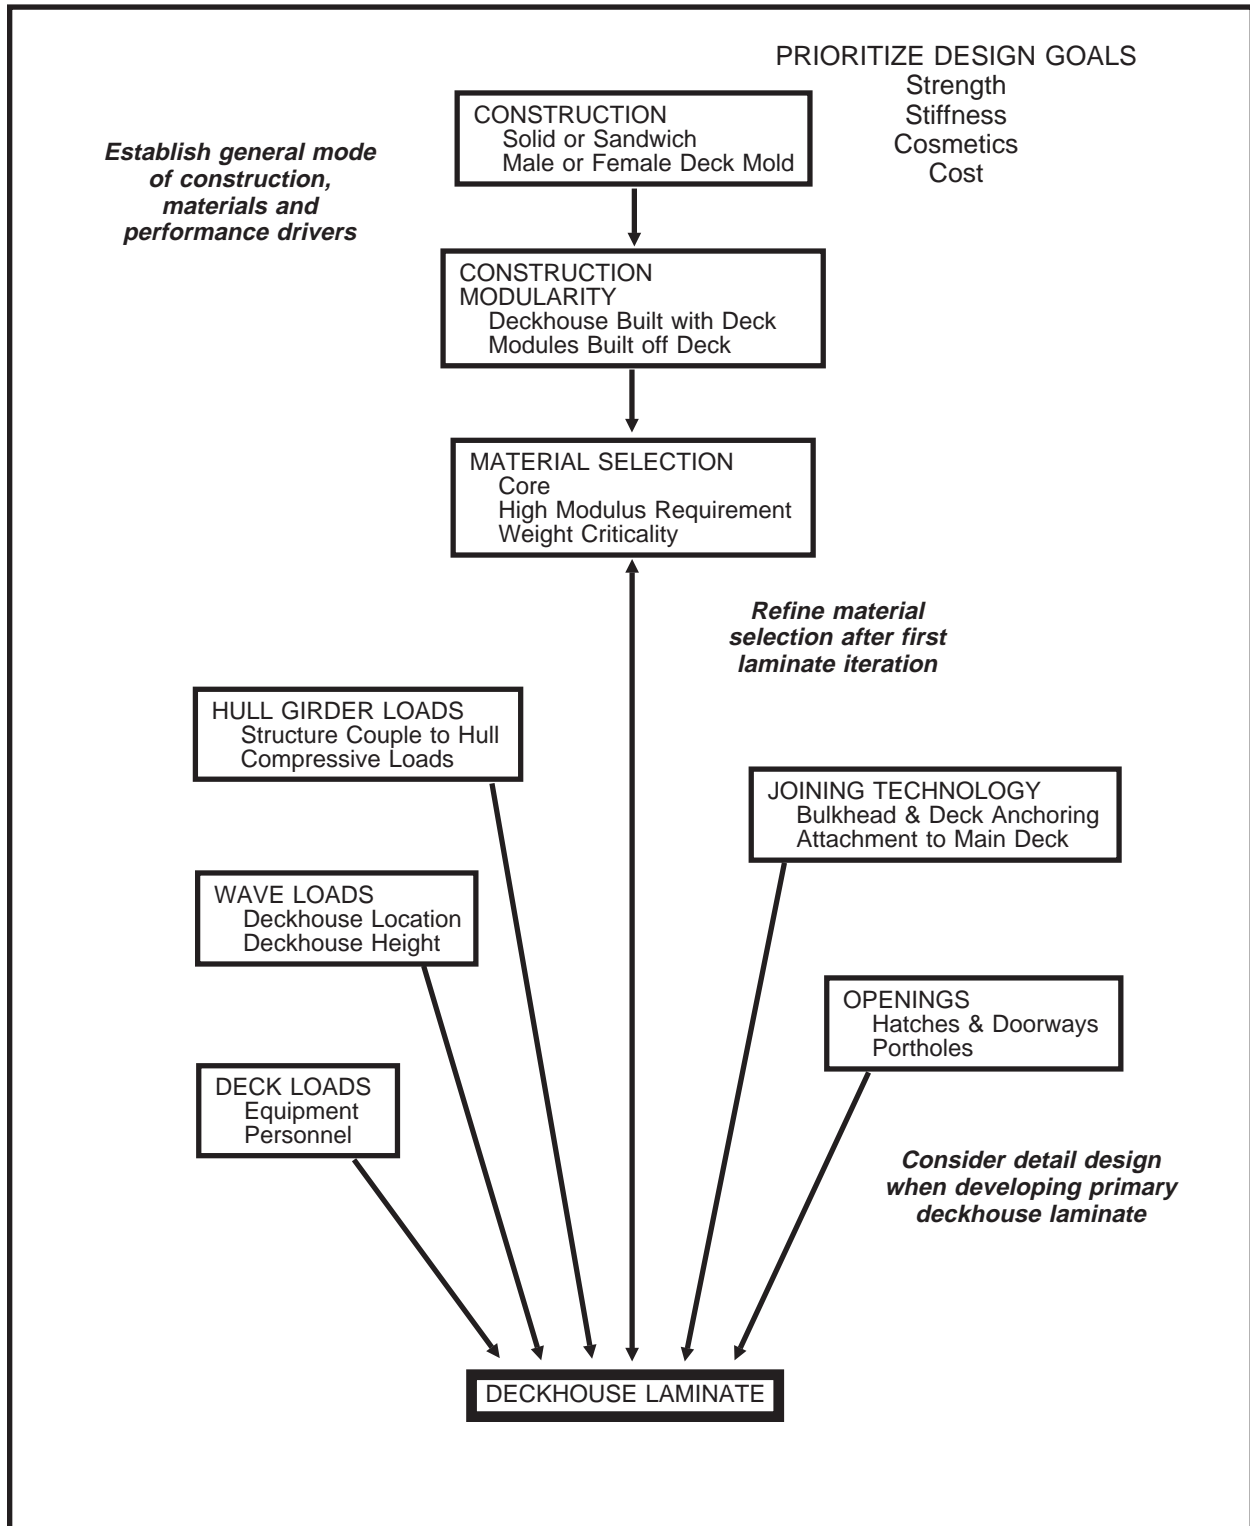 PRIORITIZE DESIGN GOALS
Strength
Stiffness
Cosmetics
Cost
CONSTRUCTION
Solid or Sandwich
Male or Female Deck Mold
Establish general mode
of construction,
materials and
performance drivers
CONSTRUCTION
MODULARITY
Deckhouse Built with Deck
Modules Built off Deck
MATERIAL SELECTION
Core
High Modulus Requirement
Weight Criticality
Refine material
selection after first
laminate iteration
HULL GIRDER LOADS
Structure Couple to Hull
Compressive Loads
JOINING TECHNOLOGY
Bulkhead & Deck Anchoring
Attachment to Main Deck
WAVE LOADS
Deckhouse Location
Deckhouse Height
OPENINGS
Hatches & Doorways
Portholes
DECK LOADS
Equipment
Personnel
Consider detail design
when developing primary
deckhouse laminate
DECKHOUSE LAMINATE